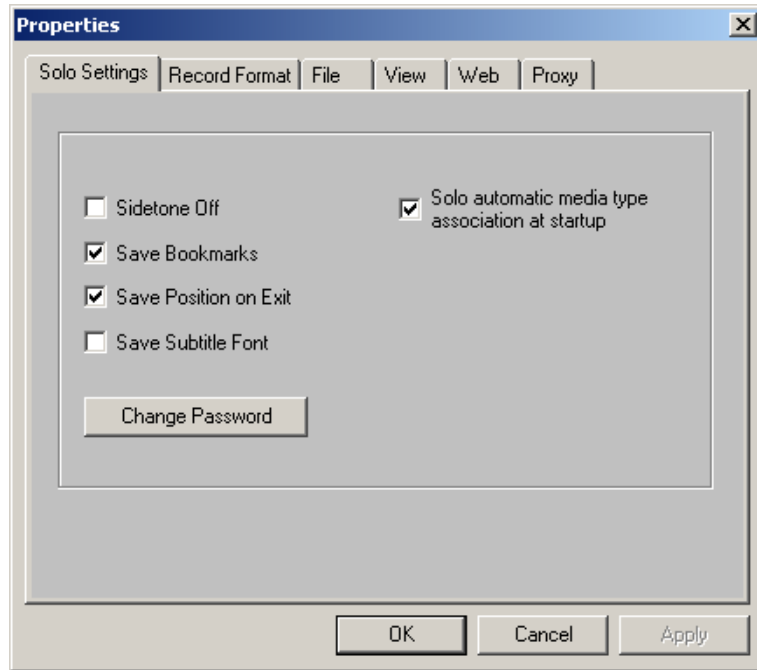 Properties
Solo Settings Record Format File View Web Proxy
Sidetone Off
Solo automatic media type
association at startup
Save Bookmarks
Save Position on Exit
Save Subtitle Font
Change Password
OK Cancel Apply